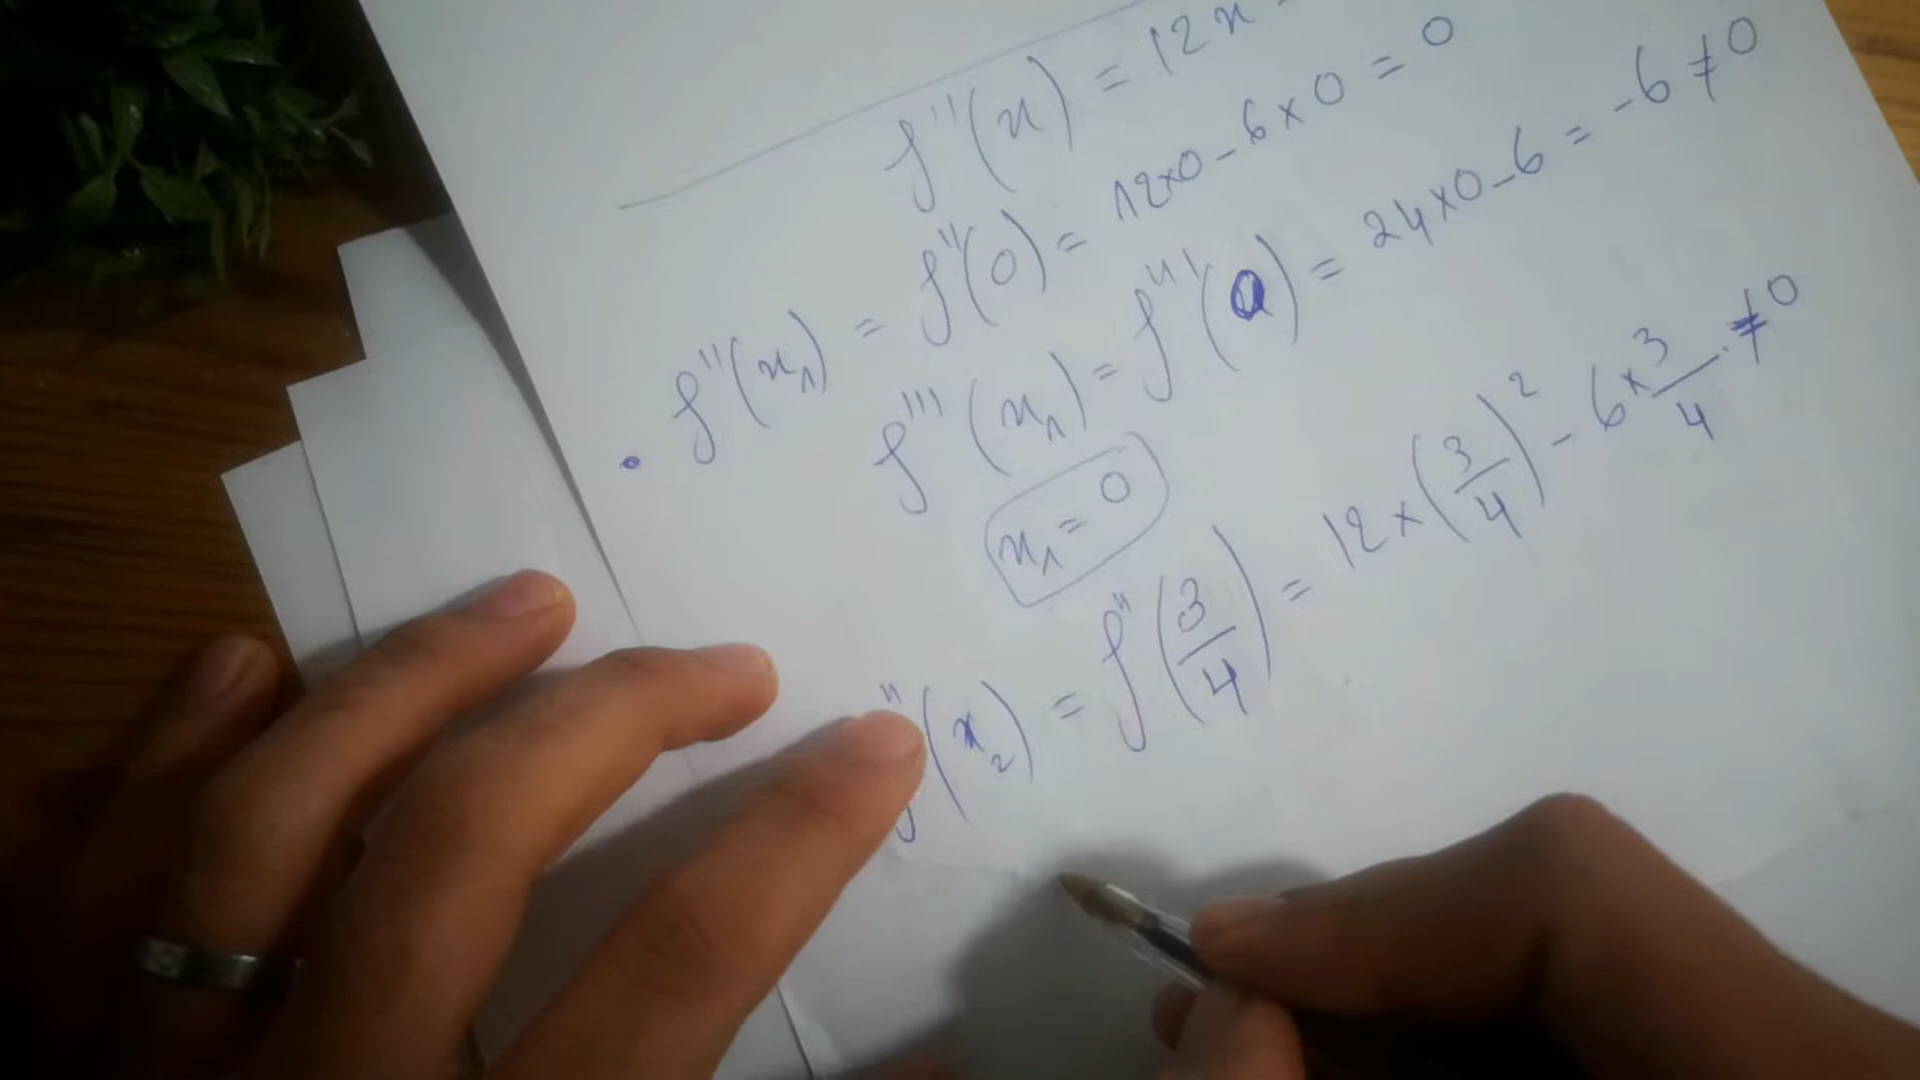 f''(x) = 12x
f''(x₁) = f''(0) = 12×0 - 6×0 = 0
f'''(x₁) = f'''(0) = 24×0 - 6 = -6 ≠ 0
x₁ = 0
f''(x₂) = f''(3/4) = 12×(3/4)² - 6×3/4 ≠ 0